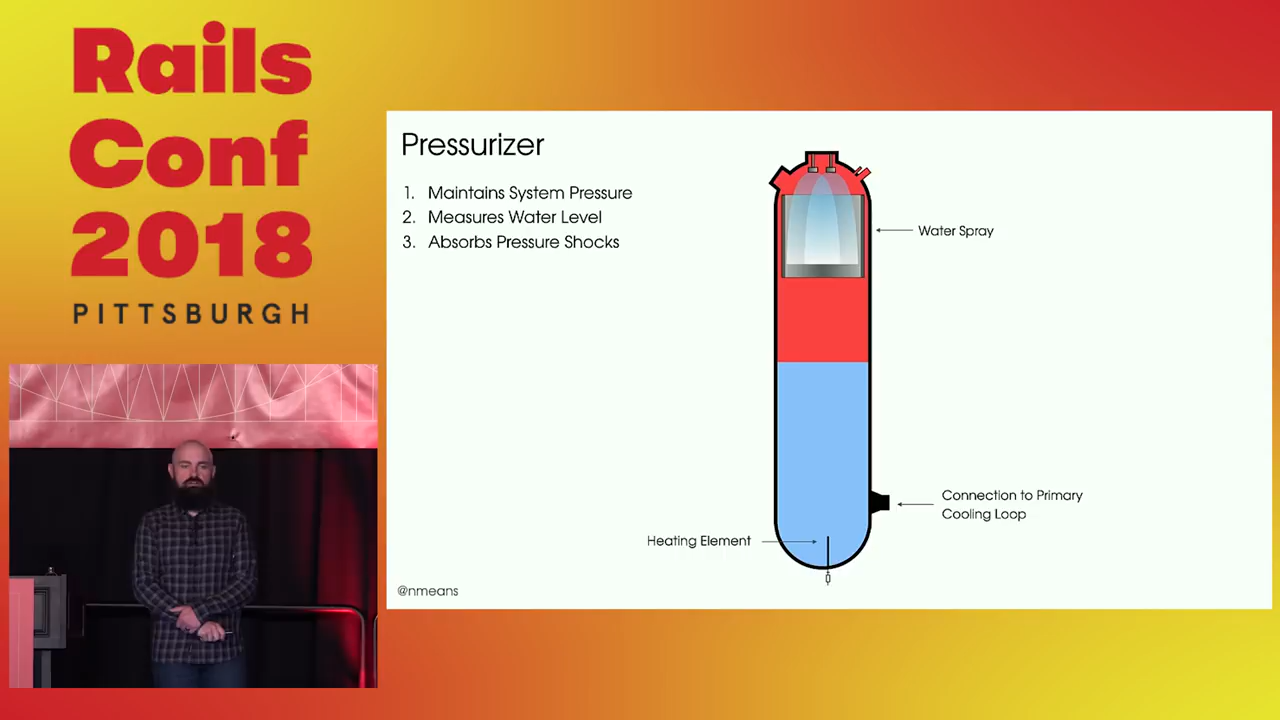 Rails
Conf
2018
PITTSBURGH
Pressurizer
1. Maintains System Pressure
2. Measures Water Level
3. Absorbs Pressure Shocks
Water Spray
Connection to Primary
Cooling Loop
Heating Element
@nmeans